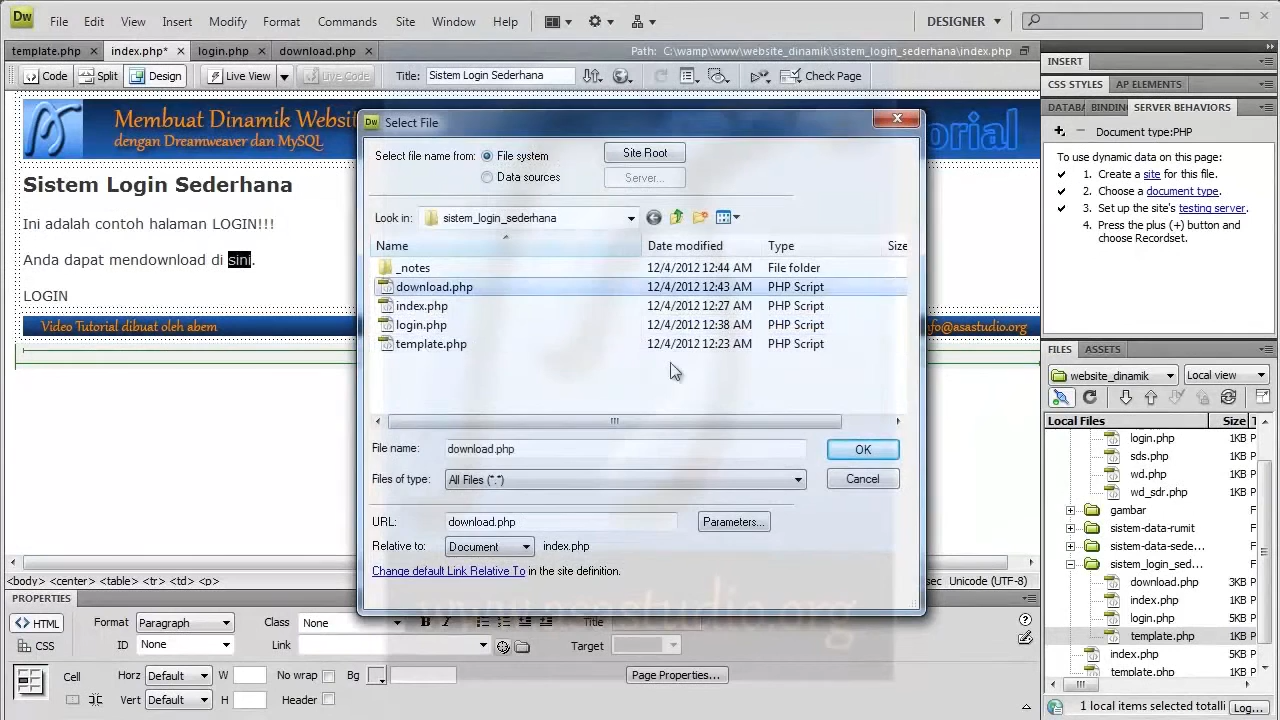 Dw File Edit View Insert Modify Format Commands Site Window Help DESIGNER
template.php index.php* login.php download.php Path: C:\wamp\www\website_dinamik\sistem_login_sederhana\index.php
Code Split Design Live View Live Code Title: Sistem Login Sederhana Check Page
Membuat Dinamik Websi
dengan Dreamweaver dan MySQL
orial
Sistem Login Sederhana
Ini adalah contoh halaman LOGIN!!!
Anda dapat mendownload di sini.
LOGIN
Video Tutorial dibuat oleh abem
nfo@asastudio.org
Dw Select File
Select file name from: File system Site Root
Data sources Server...
Look in: sistem_login_sederhana
Name Date modified Type Size
_notes 12/4/2012 12:44 AM File folder
download.php 12/4/2012 12:43 AM PHP Script
index.php 12/4/2012 12:27 AM PHP Script
login.php 12/4/2012 12:38 AM PHP Script
template.php 12/4/2012 12:23 AM PHP Script
File name: download.php OK
Files of type: All Files (*.*) Cancel
URL: download.php Parameters...
Relative to: Document index.php
Change default Link Relative To in the site definition.
www.asastudio.org
<body> <center> <table> <tr> <td> <p> sec Unicode (UTF-8)
PROPERTIES
HTML Format Paragraph Class None B I Title
CSS ID None Link Target
Cell Horz Default W No wrap Bg Page Properties...
Vert Default H Header
INSERT
CSS STYLES AP ELEMENTS
DATABA BINDING SERVER BEHAVIORS
Document type:PHP
To use dynamic data on this page:
1. Create a site for this file.
2. Choose a document type.
3. Set up the site's testing server.
4. Press the plus (+) button and
choose Recordset.
FILES ASSETS
website_dinamik Local view
Local Files Size T
login.php 1KB P
sds.php 1KB P
wd.php 1KB P
wd_sdr.php 1KB P
gambar F
sistem-data-rumit F
sistem-data-sede... F
sistem_login_sed... F
download.php 3KB P
index.php 1KB P
login.php 1KB P
template.php 1KB P
index.php 5KB P
template.php 1KB P
1 local items selected totalli Log...